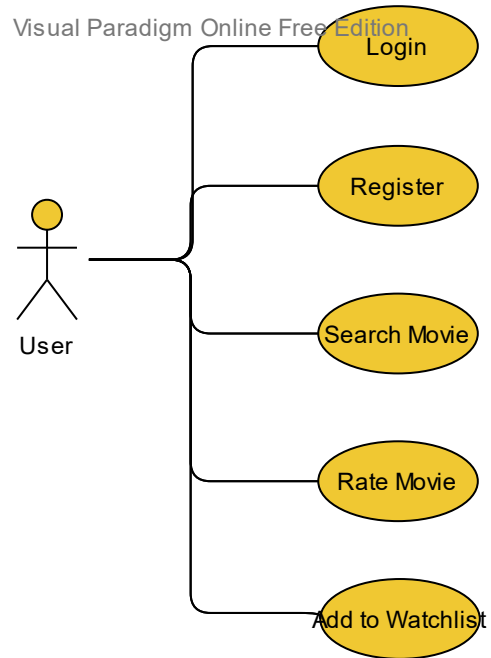 Visual Paradigm Online Free Edition
Login
Register
Search Movie
Rate Movie
Add to Watchlist
User